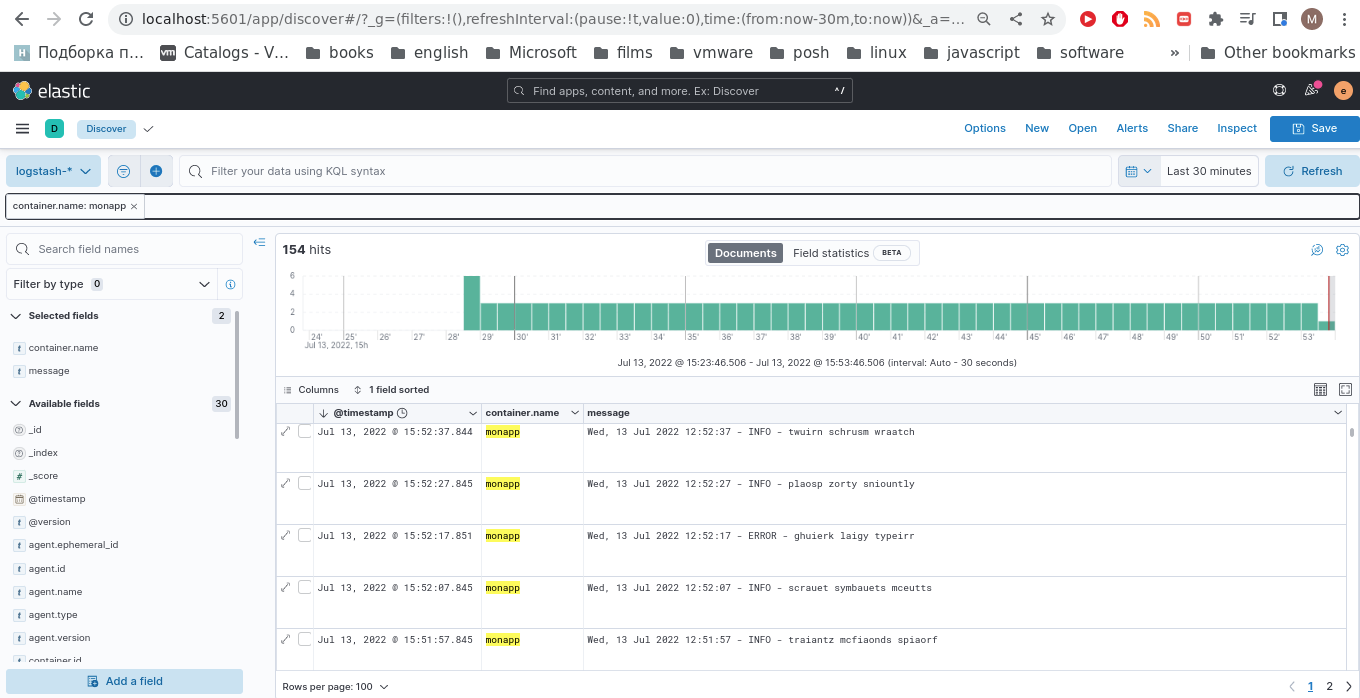 localhost:5601/app/discover#/?_g=(filters:!(),refreshInterval:(pause:!t,value:0),time:(from:now-30m,to:now))&_a=...
M
H Подборка п... vm Catalogs - V... books english Microsoft films vmware posh linux javascript software » Other bookmarks
elastic Find apps, content, and more. Ex: Discover ^/ e
D Discover Options New Open Alerts Share Inspect Save
logstash-* Filter your data using KQL syntax Last 30 minutes Refresh
container.name: monapp ×
Search field names
Filter by type 0
Selected fields 2
t container.name
t message
Available fields 30
_id
_index
# _score
@timestamp
t @version
t agent.ephemeral_id
t agent.id
t agent.name
t agent.type
t agent.version
container.id
Add a field
154 hits Documents Field statistics BETA
6
4
2
0
24' 25' 26' 27' 28' 29' 30' 31' 32' 33' 34' 35' 36' 37' 38' 39' 40' 41' 42' 43' 44' 45' 46' 47' 48' 49' 50' 51' 52' 53'
Jul 13, 2022, 15h
Jul 13, 2022 @ 15:23:46.506 - Jul 13, 2022 @ 15:53:46.506 (interval: Auto - 30 seconds)
Columns 1 field sorted
@timestamp container.name message
Jul 13, 2022 @ 15:52:37.844 monapp Wed, 13 Jul 2022 12:52:37 - INFO - twuirn schrusm wraatch
Jul 13, 2022 @ 15:52:27.845 monapp Wed, 13 Jul 2022 12:52:27 - INFO - plaosp zorty sniountly
Jul 13, 2022 @ 15:52:17.851 monapp Wed, 13 Jul 2022 12:52:17 - ERROR - ghuierk laigy typeirr
Jul 13, 2022 @ 15:52:07.845 monapp Wed, 13 Jul 2022 12:52:07 - INFO - scrauet symbauets mceutts
Jul 13, 2022 @ 15:51:57.845 monapp Wed, 13 Jul 2022 12:51:57 - INFO - traiantz mcfiaonds spiaorf
Rows per page: 100 1 2